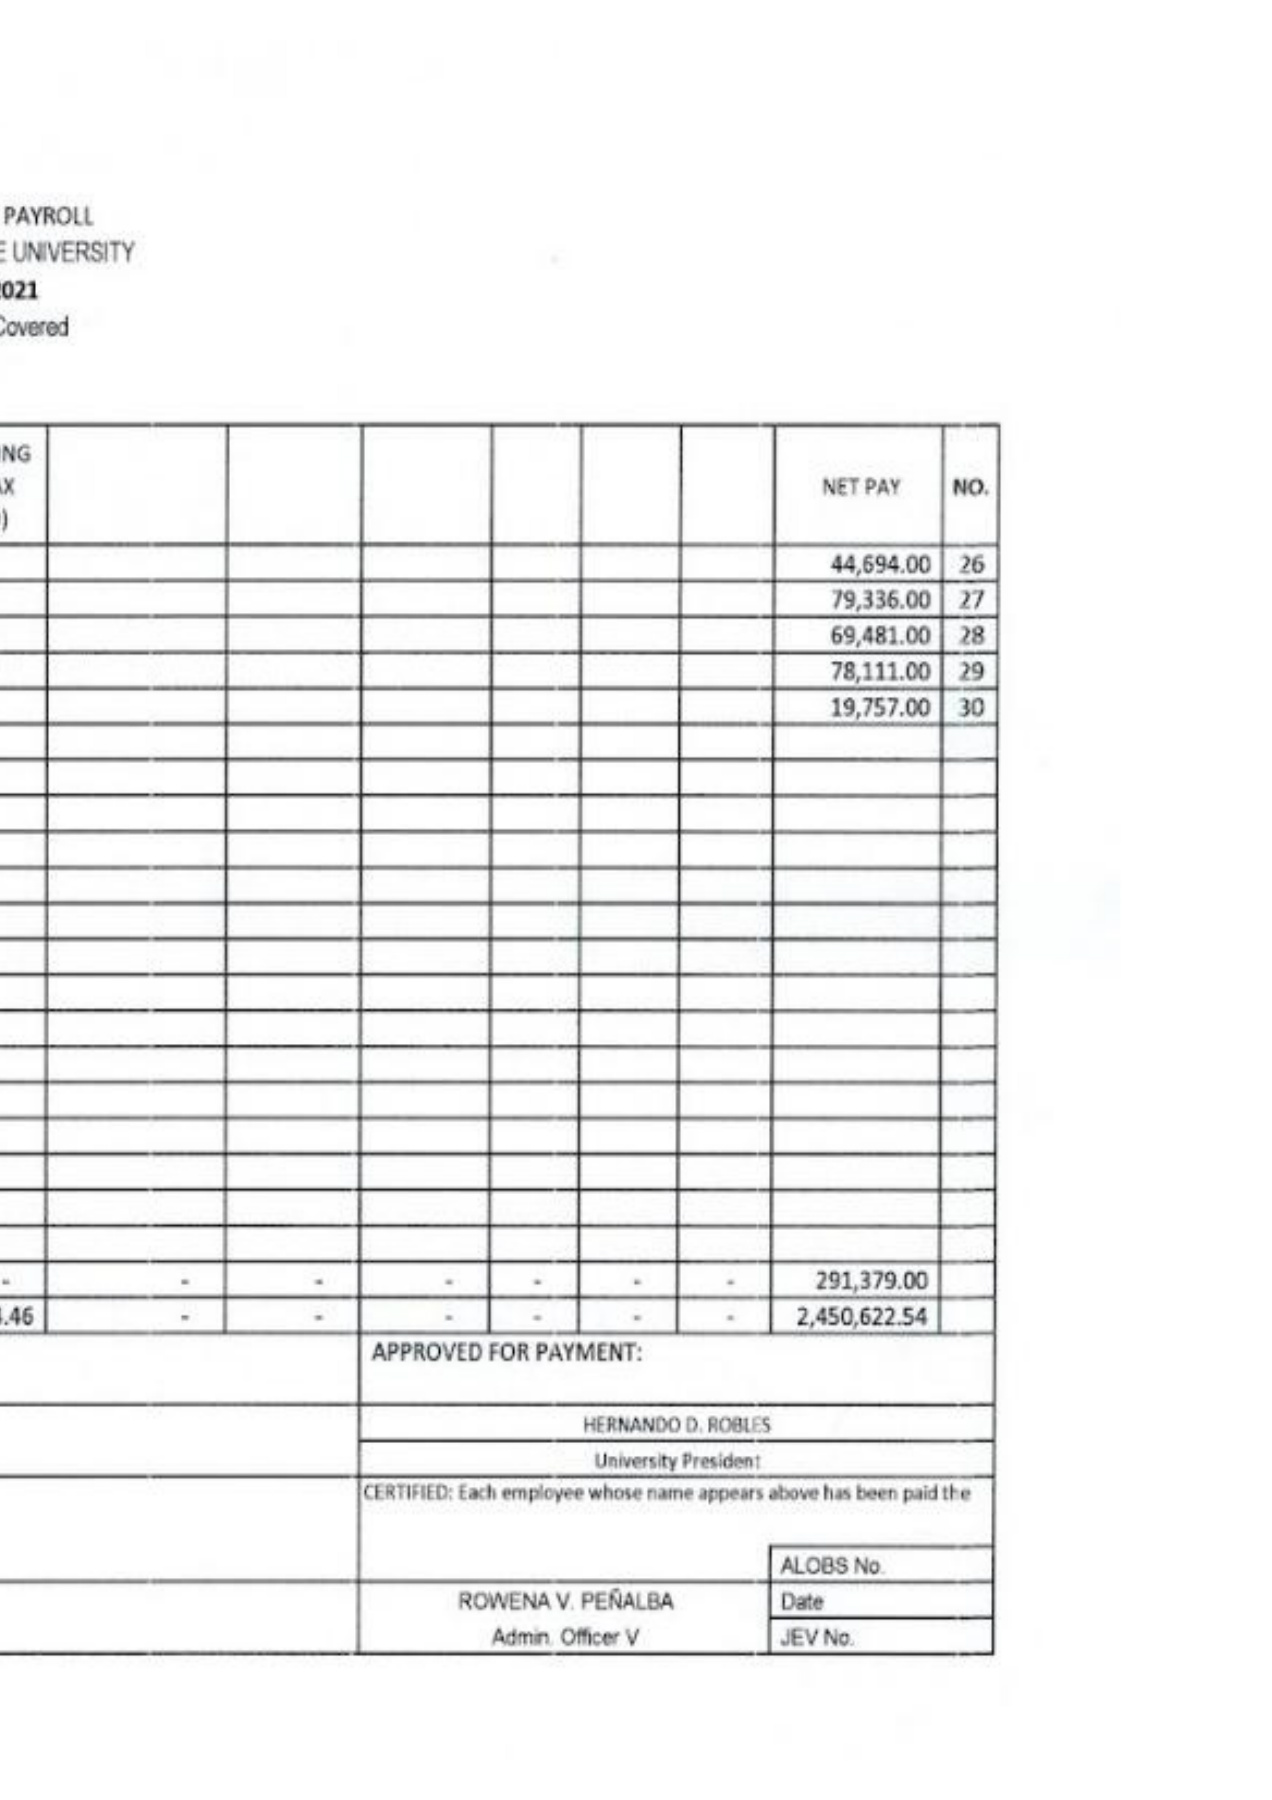 PAYROLL
E UNIVERSITY
2021
Covered
ING
AX
)
NET PAY NO.
44,694.00 26
79,336.00 27
69,481.00 28
78,111.00 29
19,757.00 30
- - - - - - - 291,379.00
.46 - - - - - - 2,450,622.54
APPROVED FOR PAYMENT:
HERNANDO D. ROBLES
University President
CERTIFIED: Each employee whose name appears above has been paid the
ALOBS No.
ROWENA V. PEÑALBA Date
Admin. Officer V JEV No.